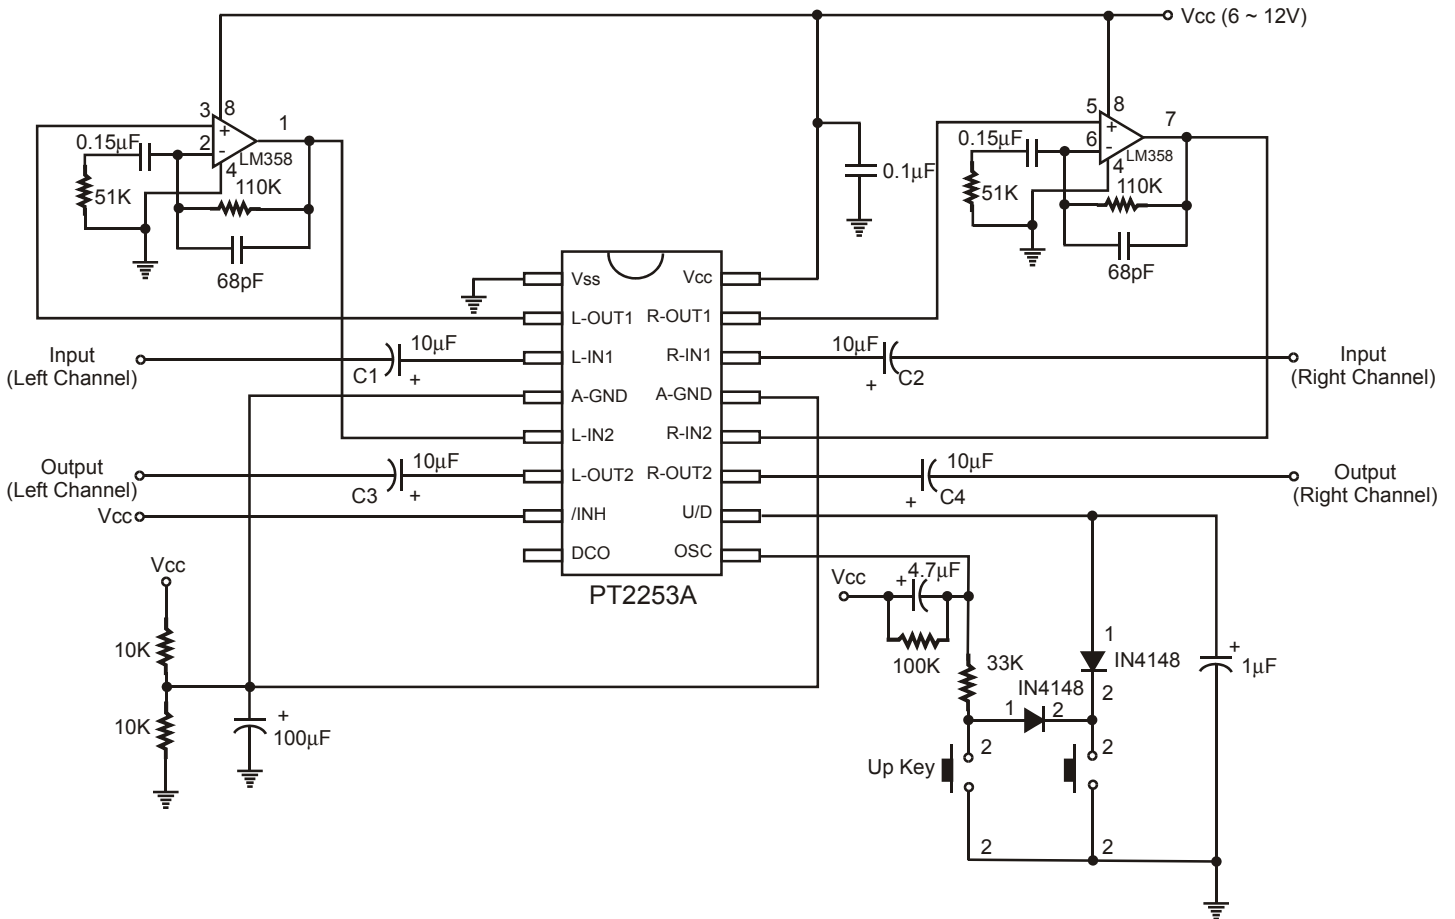 Vcc (6 ~ 12V)
3
8
1
+
2
-
0.15µF
LM358
4
51K
110K
68pF
5
8
7
+
6
-
0.15µF
LM358
4
51K
110K
68pF
0.1µF
Vss
Vcc
L-OUT1
R-OUT1
L-IN1
R-IN1
A-GND
A-GND
L-IN2
R-IN2
L-OUT2
R-OUT2
/INH
U/D
DCO
OSC
PT2253A
Input
(Left Channel)
10µF
C1
+
10µF
C2
+
Input
(Right Channel)
Output
(Left Channel)
10µF
C3
+
10µF
C4
+
Output
(Right Channel)
Vcc
Vcc
10K
10K
+
100µF
Vcc
+
4.7µF
100K
33K
IN4148
1
2
1
IN4148
2
+
1µF
Up Key
2
2
2
2